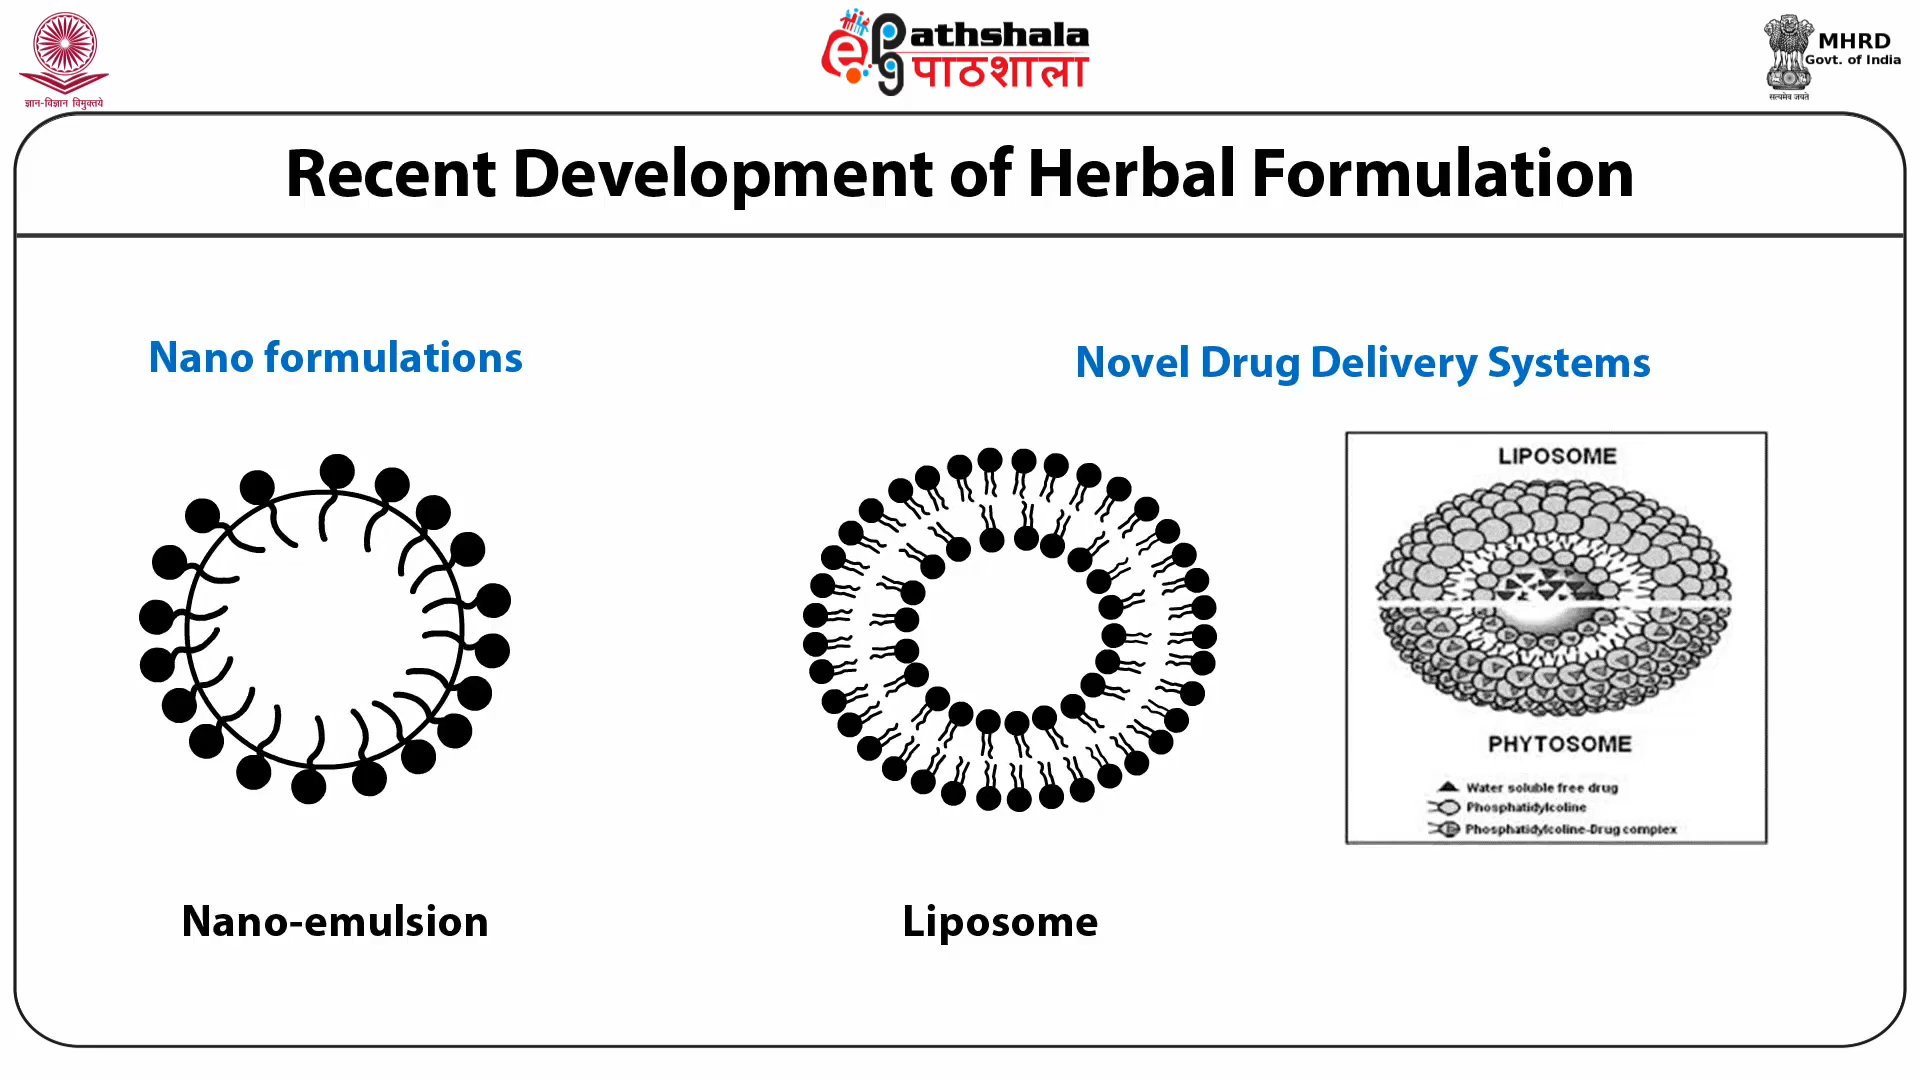 ज्ञान-विज्ञान विमुक्तये
ePG Pathshala
पाठशाला
MHRD
Govt. of India
सत्यमेव जयते
Recent Development of Herbal Formulation
Nano formulations
Novel Drug Delivery Systems
LIPOSOME
PHYTOSOME
Water soluble free drug
Phosphatidylcoline
Phosphatidylcoline-Drug complex
Nano-emulsion
Liposome